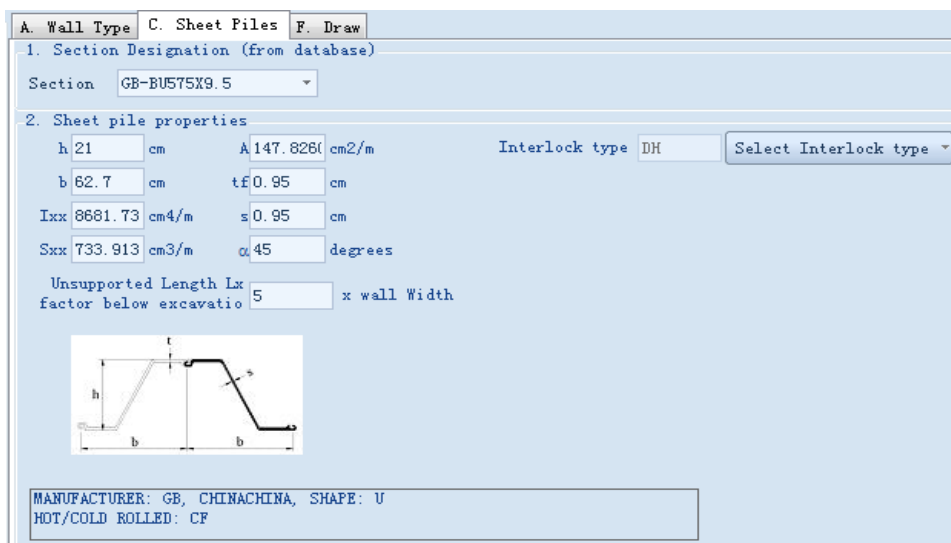 A. Wall Type C. Sheet Piles F. Draw
1. Section Designation (from database)
Section GB-BU575X9.5
2. Sheet pile properties
h 21 cm A 147.826( cm2/m Interlock type DH Select Interlock type
b 62.7 cm tf 0.95 cm
Ixx 8681.73 cm4/m s 0.95 cm
Sxx 733.913 cm3/m α 45 degrees
Unsupported Length Lx
factor below excavatio 5 x wall Width
t
s
h
b b
MANUFACTURER: GB, CHINACHINA, SHAPE: U
HOT/COLD ROLLED: CF